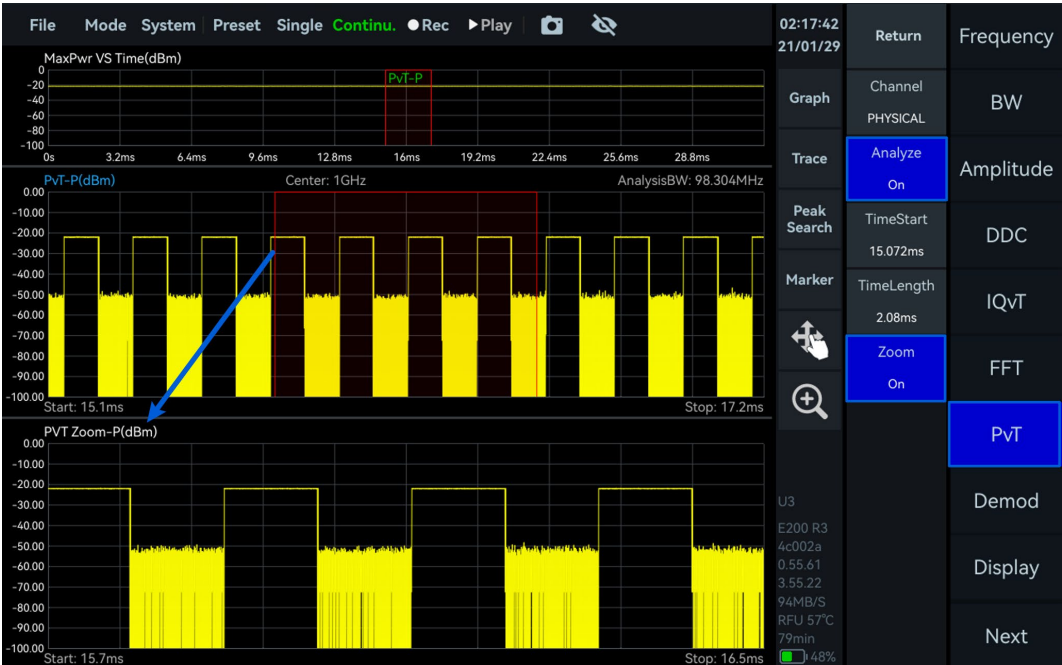 File Mode System Preset Single Continu. Rec Play
MaxPwr VS Time(dBm)
PvT-P
0
-20
-40
-60
-80
-100
0s 3.2ms 6.4ms 9.6ms 12.8ms 16ms 19.2ms 22.4ms 25.6ms 28.8ms
PvT-P(dBm) Center: 1GHz AnalysisBW: 98.304MHz
0.00
-10.00
-20.00
-30.00
-40.00
-50.00
-60.00
-70.00
-80.00
-90.00
-100.00
Start: 15.1ms Stop: 17.2ms
PVT Zoom-P(dBm)
0.00
-10.00
-20.00
-30.00
-40.00
-50.00
-60.00
-70.00
-80.00
-90.00
-100.00
Start: 15.7ms Stop: 16.5ms
02:17:42
21/01/29
Graph
Trace
Peak
Search
Marker
U3
E200 R3
4c002a
0.55.61
3.55.22
94MB/S
RFU 57℃
79min
48%
Return
Channel
PHYSICAL
Analyze
On
TimeStart
15.072ms
TimeLength
2.08ms
Zoom
On
Frequency
BW
Amplitude
DDC
IQvT
FFT
PvT
Demod
Display
Next